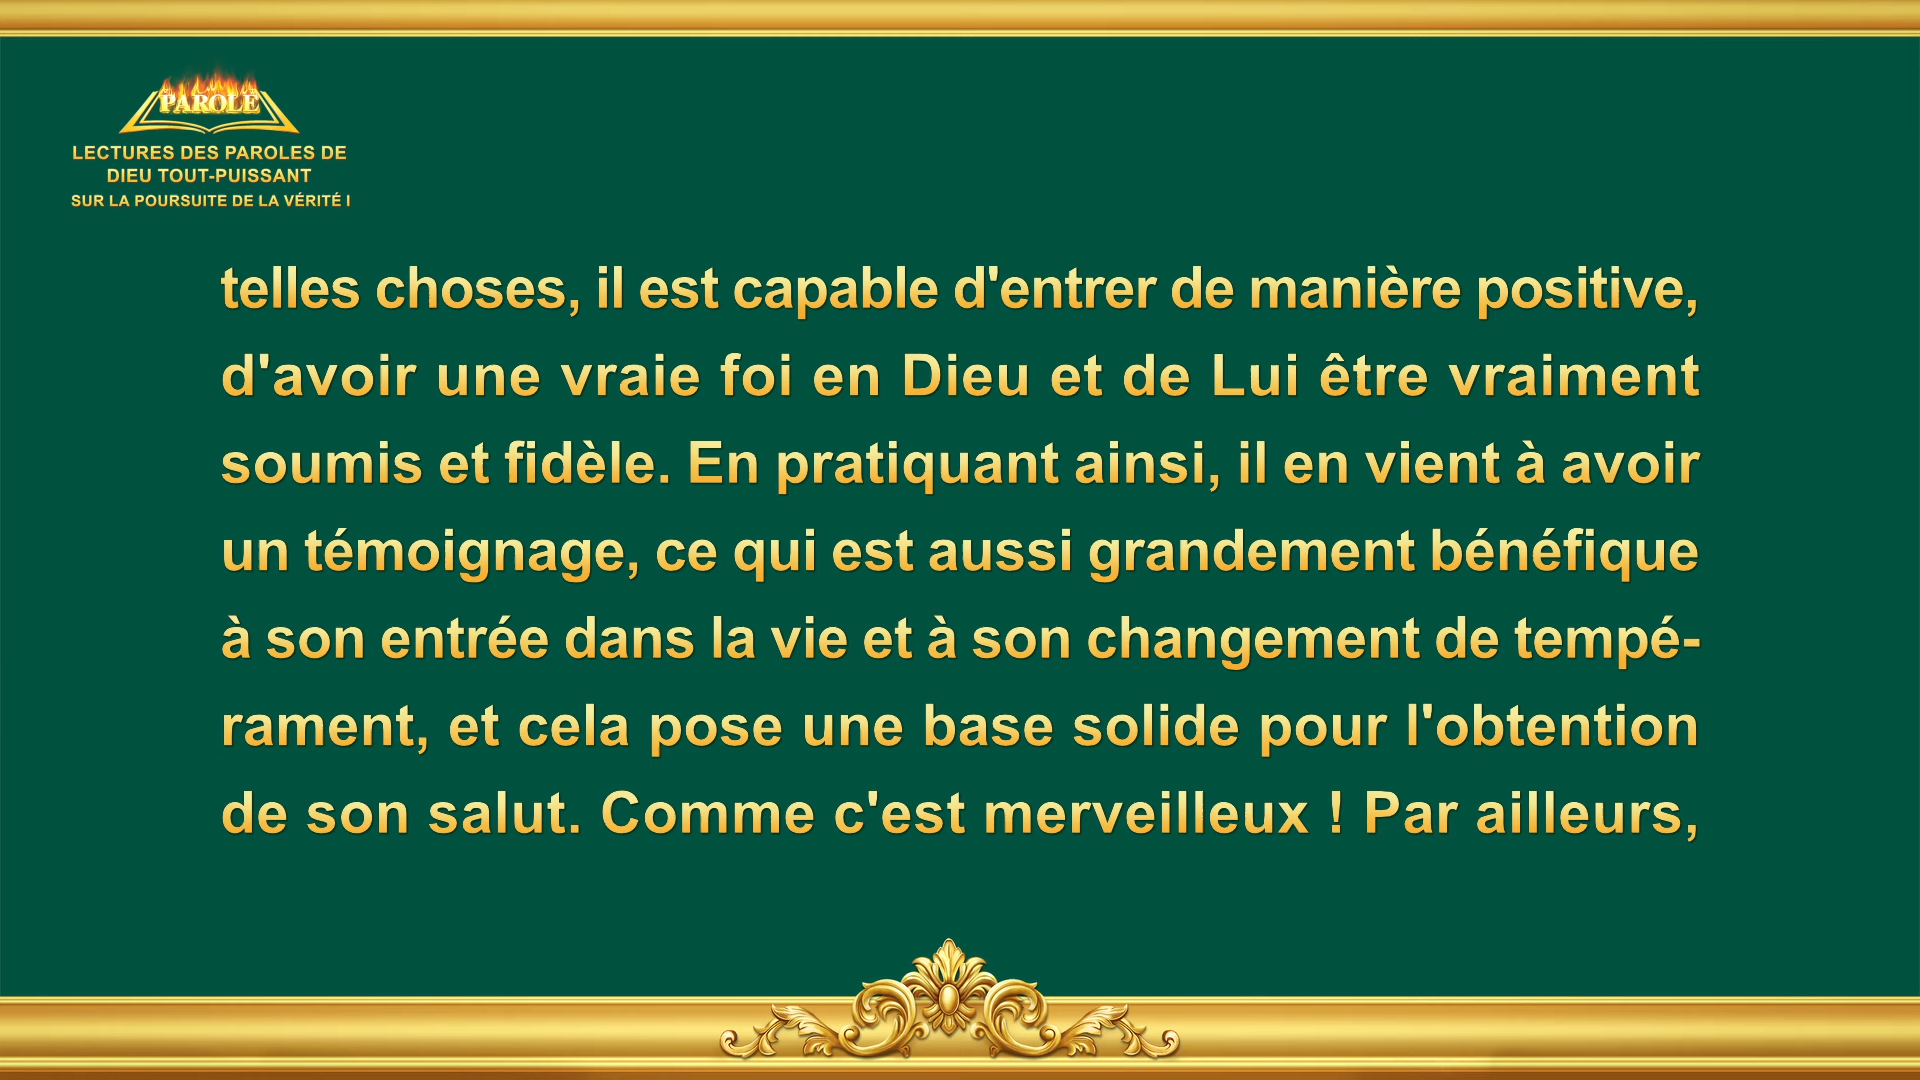 PAROLE
LECTURES DES PAROLES DE
DIEU TOUT-PUISSANT
SUR LA POURSUITE DE LA VÉRITÉ I
telles choses, il est capable d'entrer de manière positive,
d'avoir une vraie foi en Dieu et de Lui être vraiment
soumis et fidèle. En pratiquant ainsi, il en vient à avoir
un témoignage, ce qui est aussi grandement bénéfique
à son entrée dans la vie et à son changement de tempé-
rament, et cela pose une base solide pour l'obtention
de son salut. Comme c'est merveilleux ! Par ailleurs,